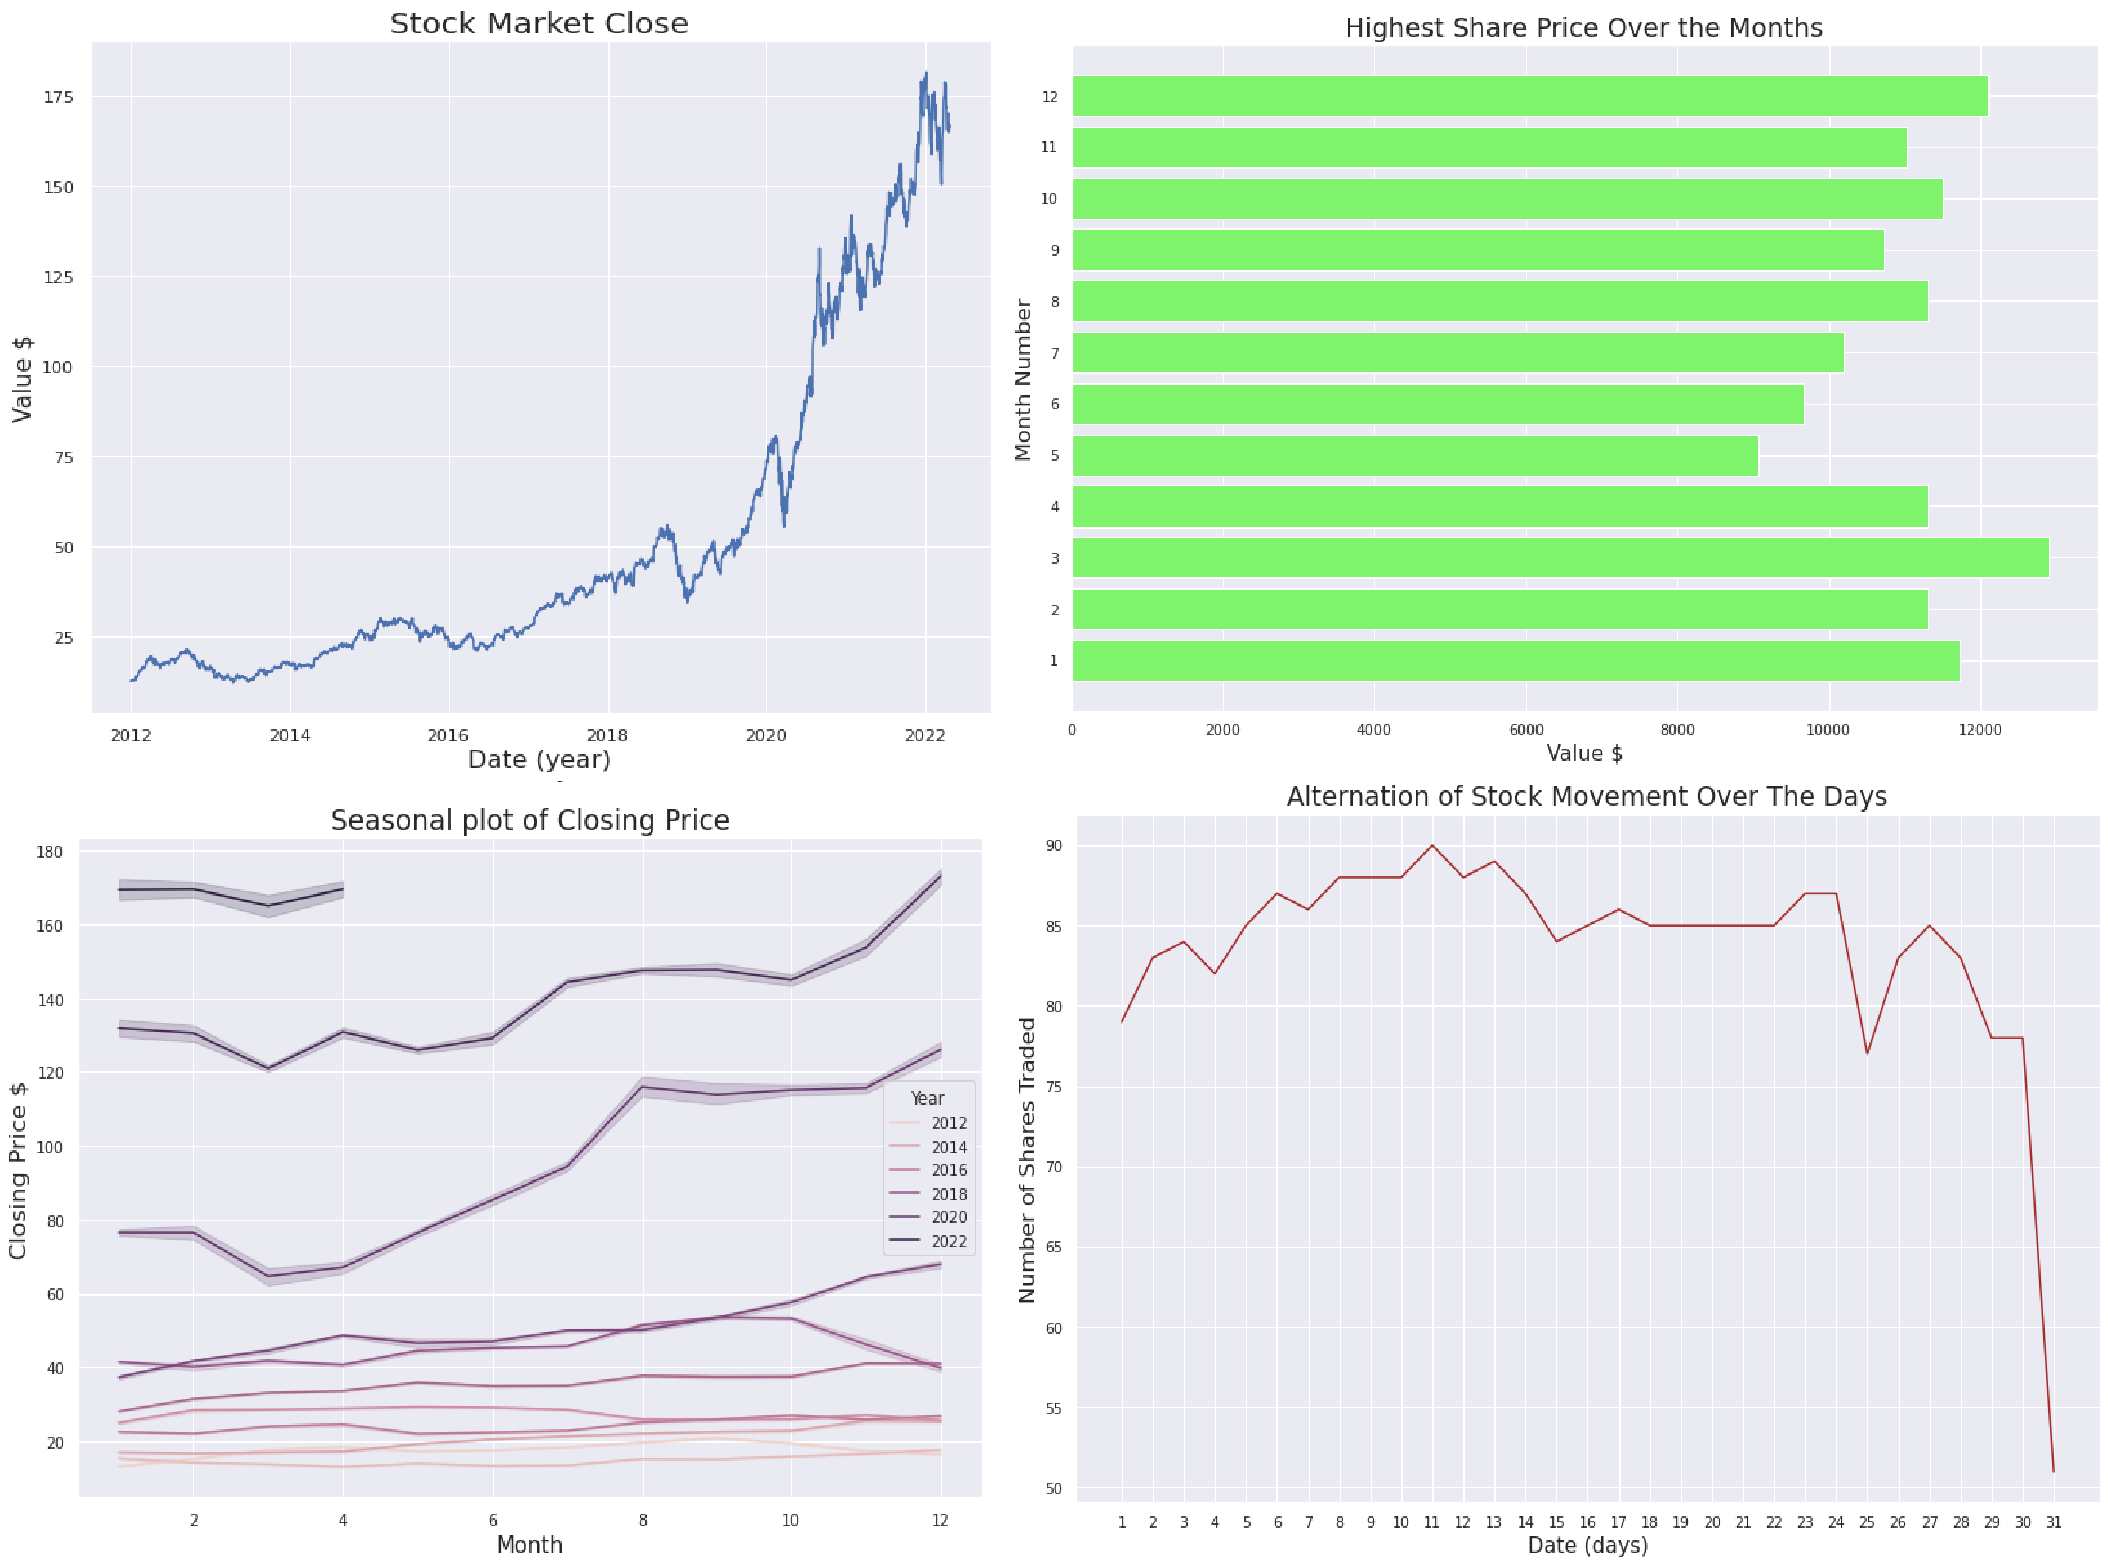 Stock Market Close
Value $
175
150
125
100
75
50
25
2012 2014 2016 2018 2020 2022
Date (year)
Highest Share Price Over the Months
Month Number
12
11
10
9
8
7
6
5
4
3
2
1
0 2000 4000 6000 8000 10000 12000
Value $
Seasonal plot of Closing Price
Closing Price $
180
160
140
120
100
80
60
40
20
Year
2012
2014
2016
2018
2020
2022
2 4 6 8 10 12
Month
Alternation of Stock Movement Over The Days
Number of Shares Traded
90
85
80
75
70
65
60
55
50
1 2 3 4 5 6 7 8 9 10 11 12 13 14 15 16 17 18 19 20 21 22 23 24 25 26 27 28 29 30 31
Date (days)